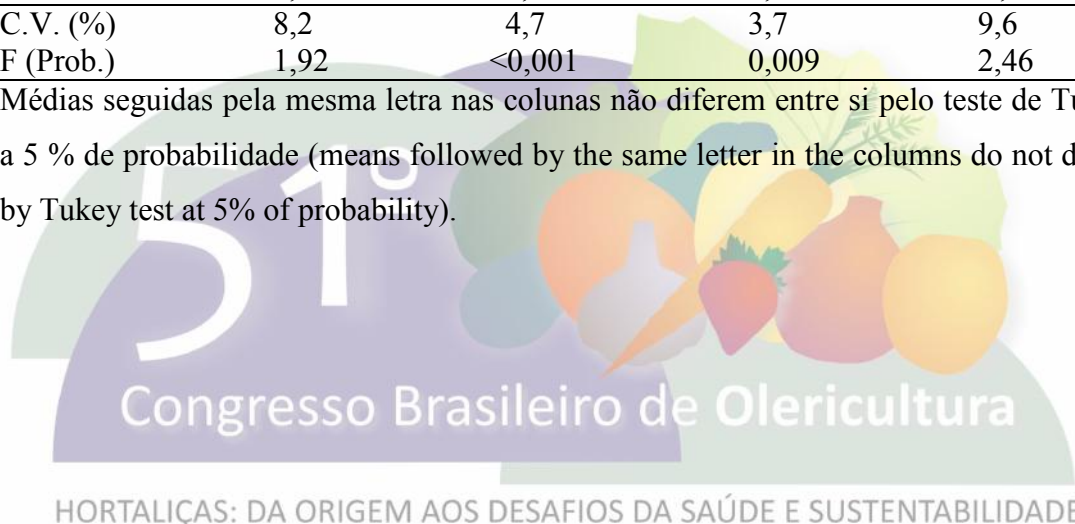 C.V. (%) 8,2 4,7 3,7 9,6
F (Prob.) 1,92 <0,001 0,009 2,46
Médias seguidas pela mesma letra nas colunas não diferem entre si pelo teste de
a 5 % de probabilidade (means followed by the same letter in the columns do not
by Tukey test at 5% of probability).
51º
Congresso Brasileiro de Olericultura
HORTALIÇAS: DA ORIGEM AOS DESAFIOS DA SAÚDE E SUSTENTABILIDADE